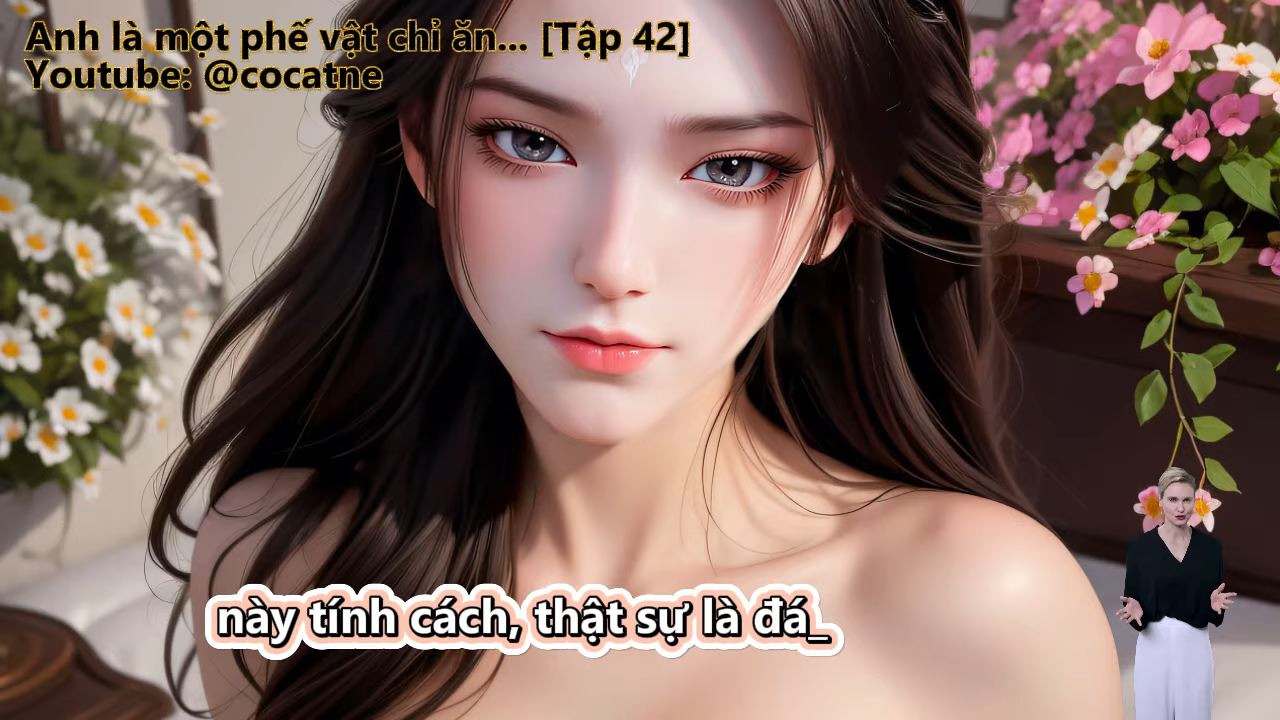 Anh là một phế vật chỉ ăn... [Tập 42]
Youtube: @cocatne
này tính cách, thật sự là đá_